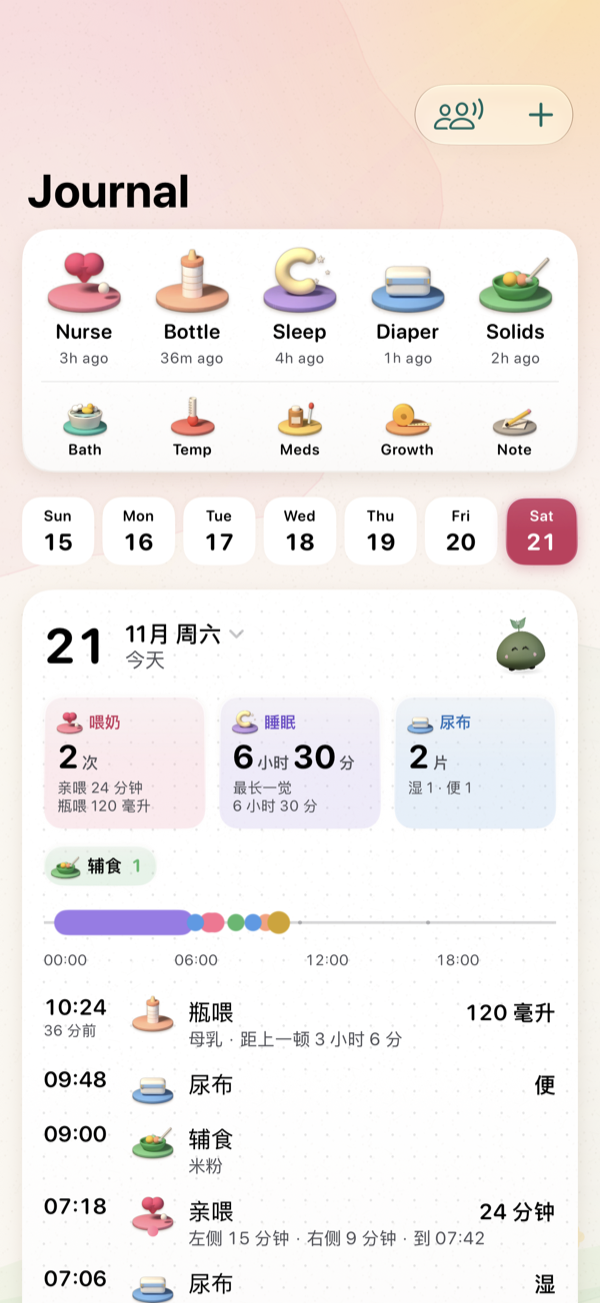 Journal
Nurse Bottle Sleep Diaper Solids
3h ago 36m ago 4h ago 1h ago 2h ago
Bath Temp Meds Growth Note
Sun Mon Tue Wed Thu Fri Sat
15 16 17 18 19 20 21
21 11月 周六
今天
喂奶 睡眠 尿布
2次 6小时30分 2片
亲喂 24 分钟 最长一觉 湿 1 · 便 1
瓶喂 120 毫升 6 小时 30 分
辅食 1
00:00 06:00 12:00 18:00
10:24 瓶喂 120 毫升
36 分前 母乳 · 距上一顿 3 小时 6 分
09:48 尿布 便
09:00 辅食
米粉
07:18 亲喂 24 分钟
左侧 15 分钟 · 右侧 9 分钟 · 到 07:42
07:06 尿布 湿